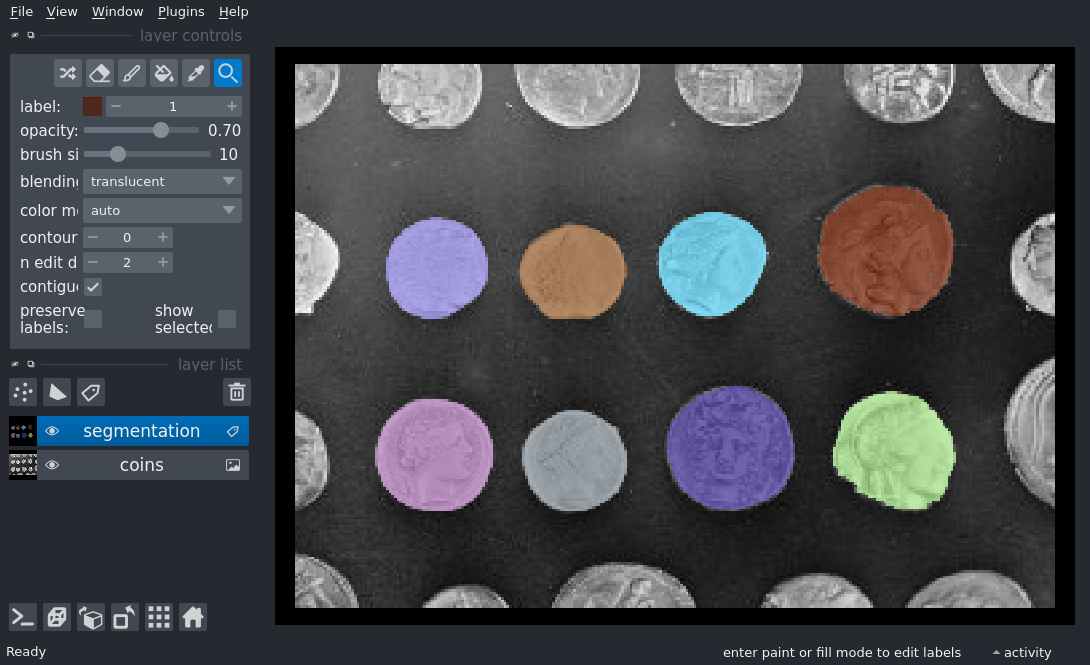 File View Window Plugins Help
layer controls
label: 1
opacity: 0.70
brush si 10
blending translucent
color m auto
contour 0
n edit d 2
contigu
preserve labels: show selected
layer list
segmentation
coins
Ready
enter paint or fill mode to edit labels
activity